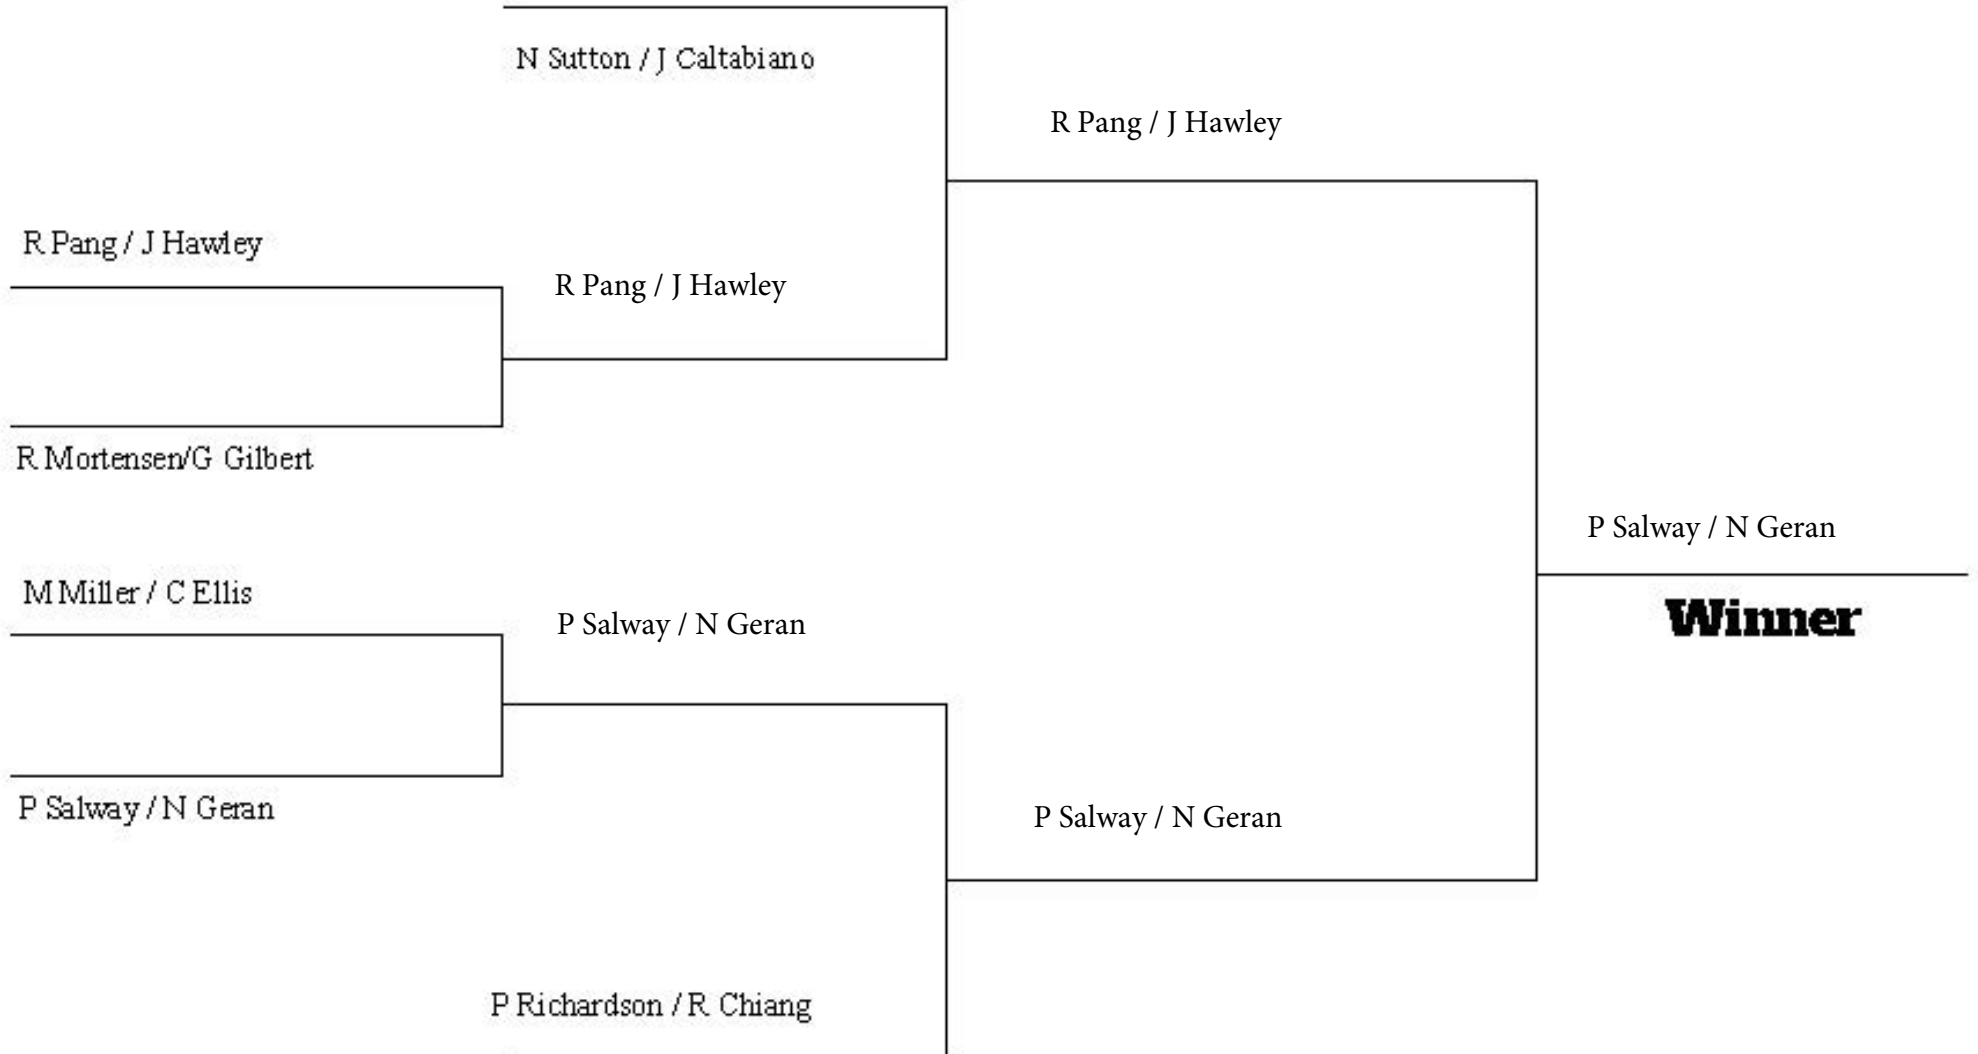 N Sutton / J Caltabiano
R Pang / J Hawley
R Pang / J Hawley
R Pang / J Hawley
R Mortensen/G Gilbert
P Salway / N Geran
Winner
M Miller / C Ellis
P Salway / N Geran
P Salway / N Geran
P Salway / N Geran
P Richardson / R Chiang